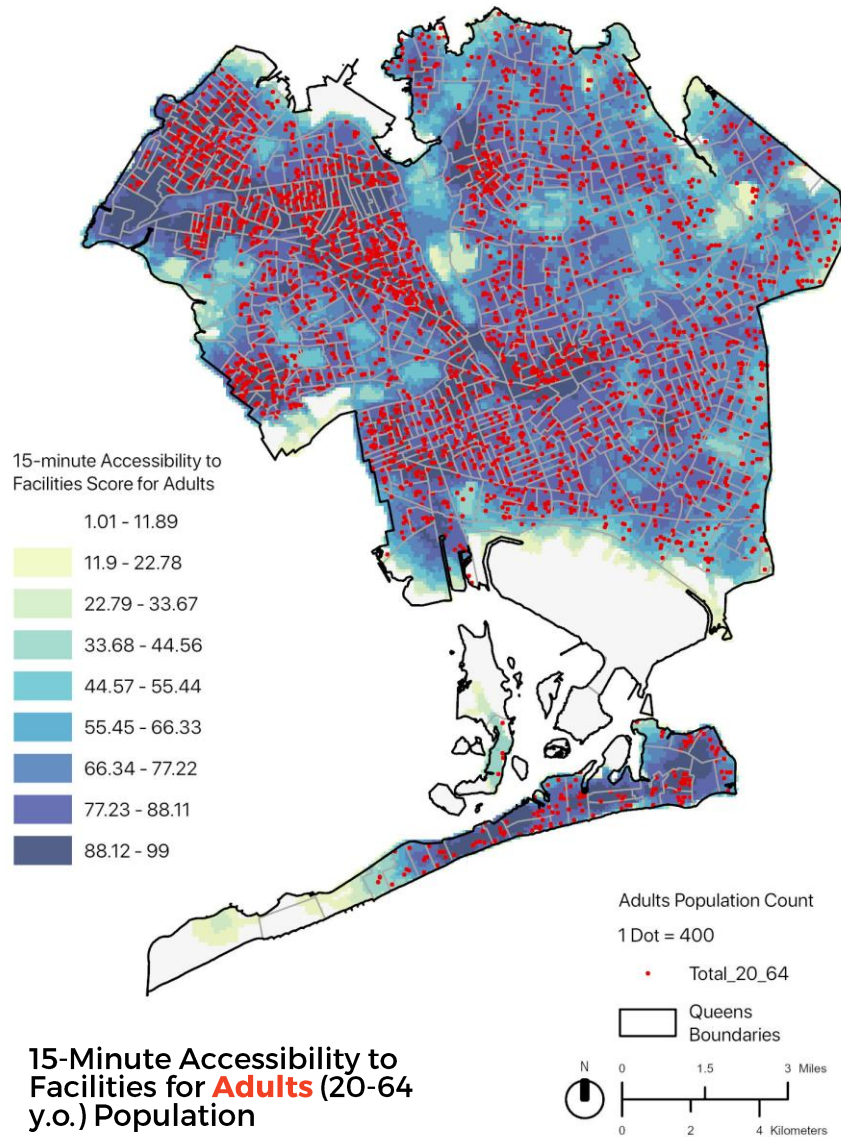 15-minute Accessibility to
Facilities Score for Adults
1.01 - 11.89
11.9 - 22.78
22.79 - 33.67
33.68 - 44.56
44.57 - 55.44
55.45 - 66.33
66.34 - 77.22
77.23 - 88.11
88.12 - 99
Adults Population Count
1 Dot = 400
Total_20_64
Queens
Boundaries
15-Minute Accessibility to
Facilities for Adults (20-64
y.o.) Population
N
0 1.5 3 Miles
0 2 4 Kilometers